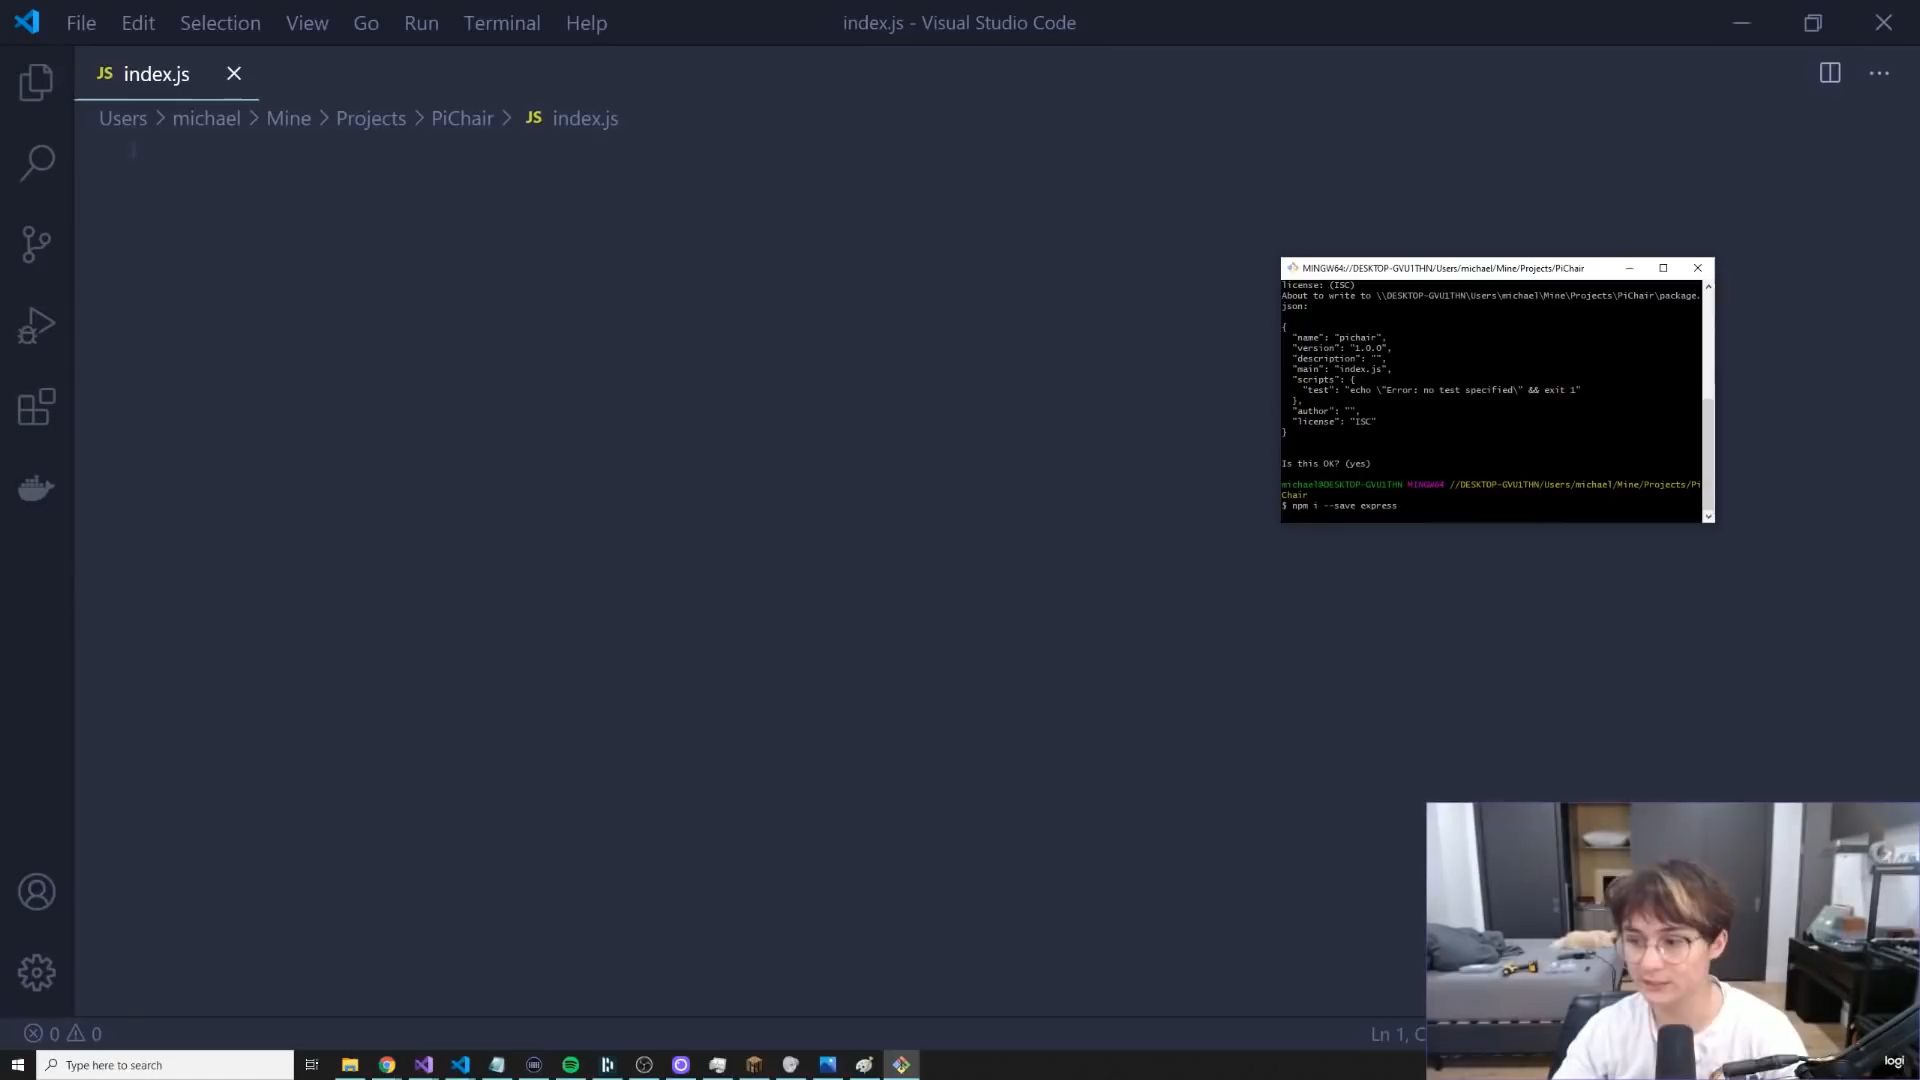 File Edit Selection View Go Run Terminal Help
index.js - Visual Studio Code
JS index.js
Users > michael > Mine > Projects > PiChair > JS index.js
1
MINGW64://DESKTOP-GVU1THN/Users/michael/Mine/Projects/PiChair
license: (ISC)
About to write to \\DESKTOP-GVU1THN\Users\michael\Mine\Projects\PiChair\package.
json:
{
"name": "pichair",
"version": "1.0.0",
"description": "",
"main": "index.js",
"scripts": {
"test": "echo \"Error: no test specified\" && exit 1"
},
"author": "",
"license": "ISC"
}
Is this OK? (yes)
michael@DESKTOP-GVU1THN MINGW64 //DESKTOP-GVU1THN/Users/michael/Mine/Projects/Pi
Chair
$ npm i --save express
0 0
Ln 1, C
Type here to search
logi